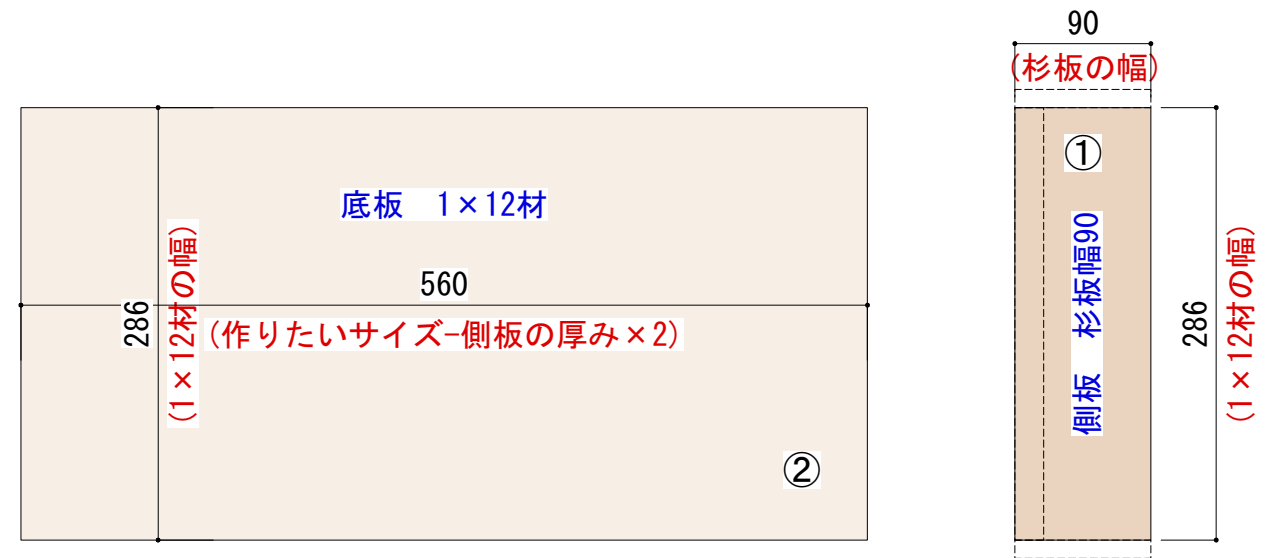 底板　1×12材
560
(作りたいサイズ-側板の厚み×2)
286
(1×12材の幅)
②
90
(杉板の幅)
①
側板　杉板幅90
286
(1×12材の幅)